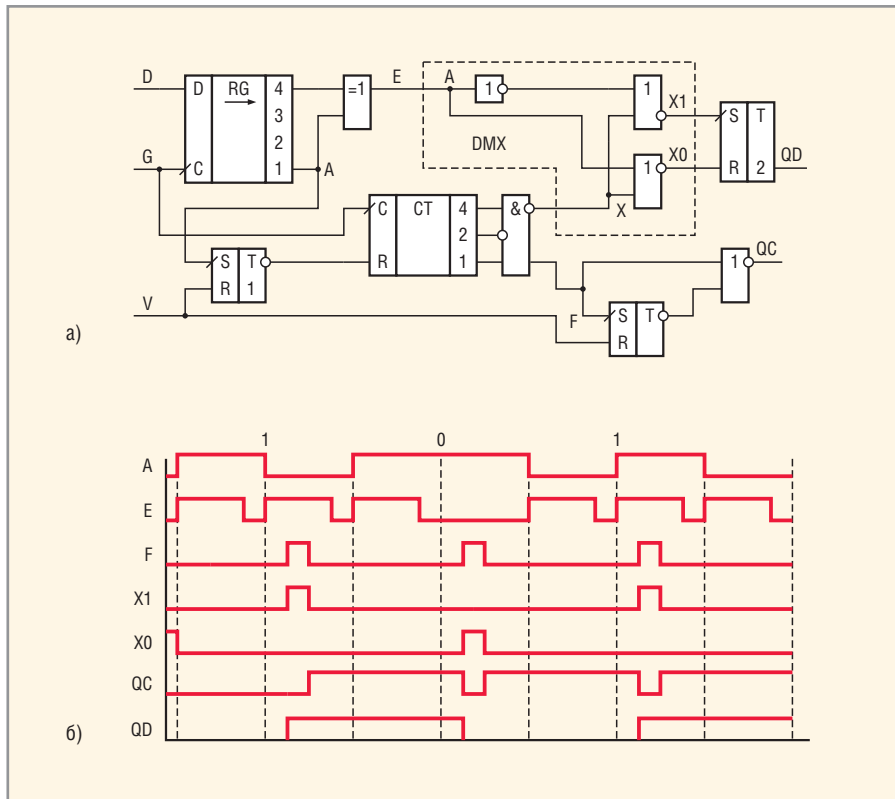 D D RG 4 =1 E A 1 1
3 X1 S T
2 DMX
G C 1 A 1 X0 R 2 QD
C CT 4 & X
2 QC
S T R 1 1
R 1
V F S T
а) R
1 0 1
A
E
F
X1
X0
QC
QD
б)